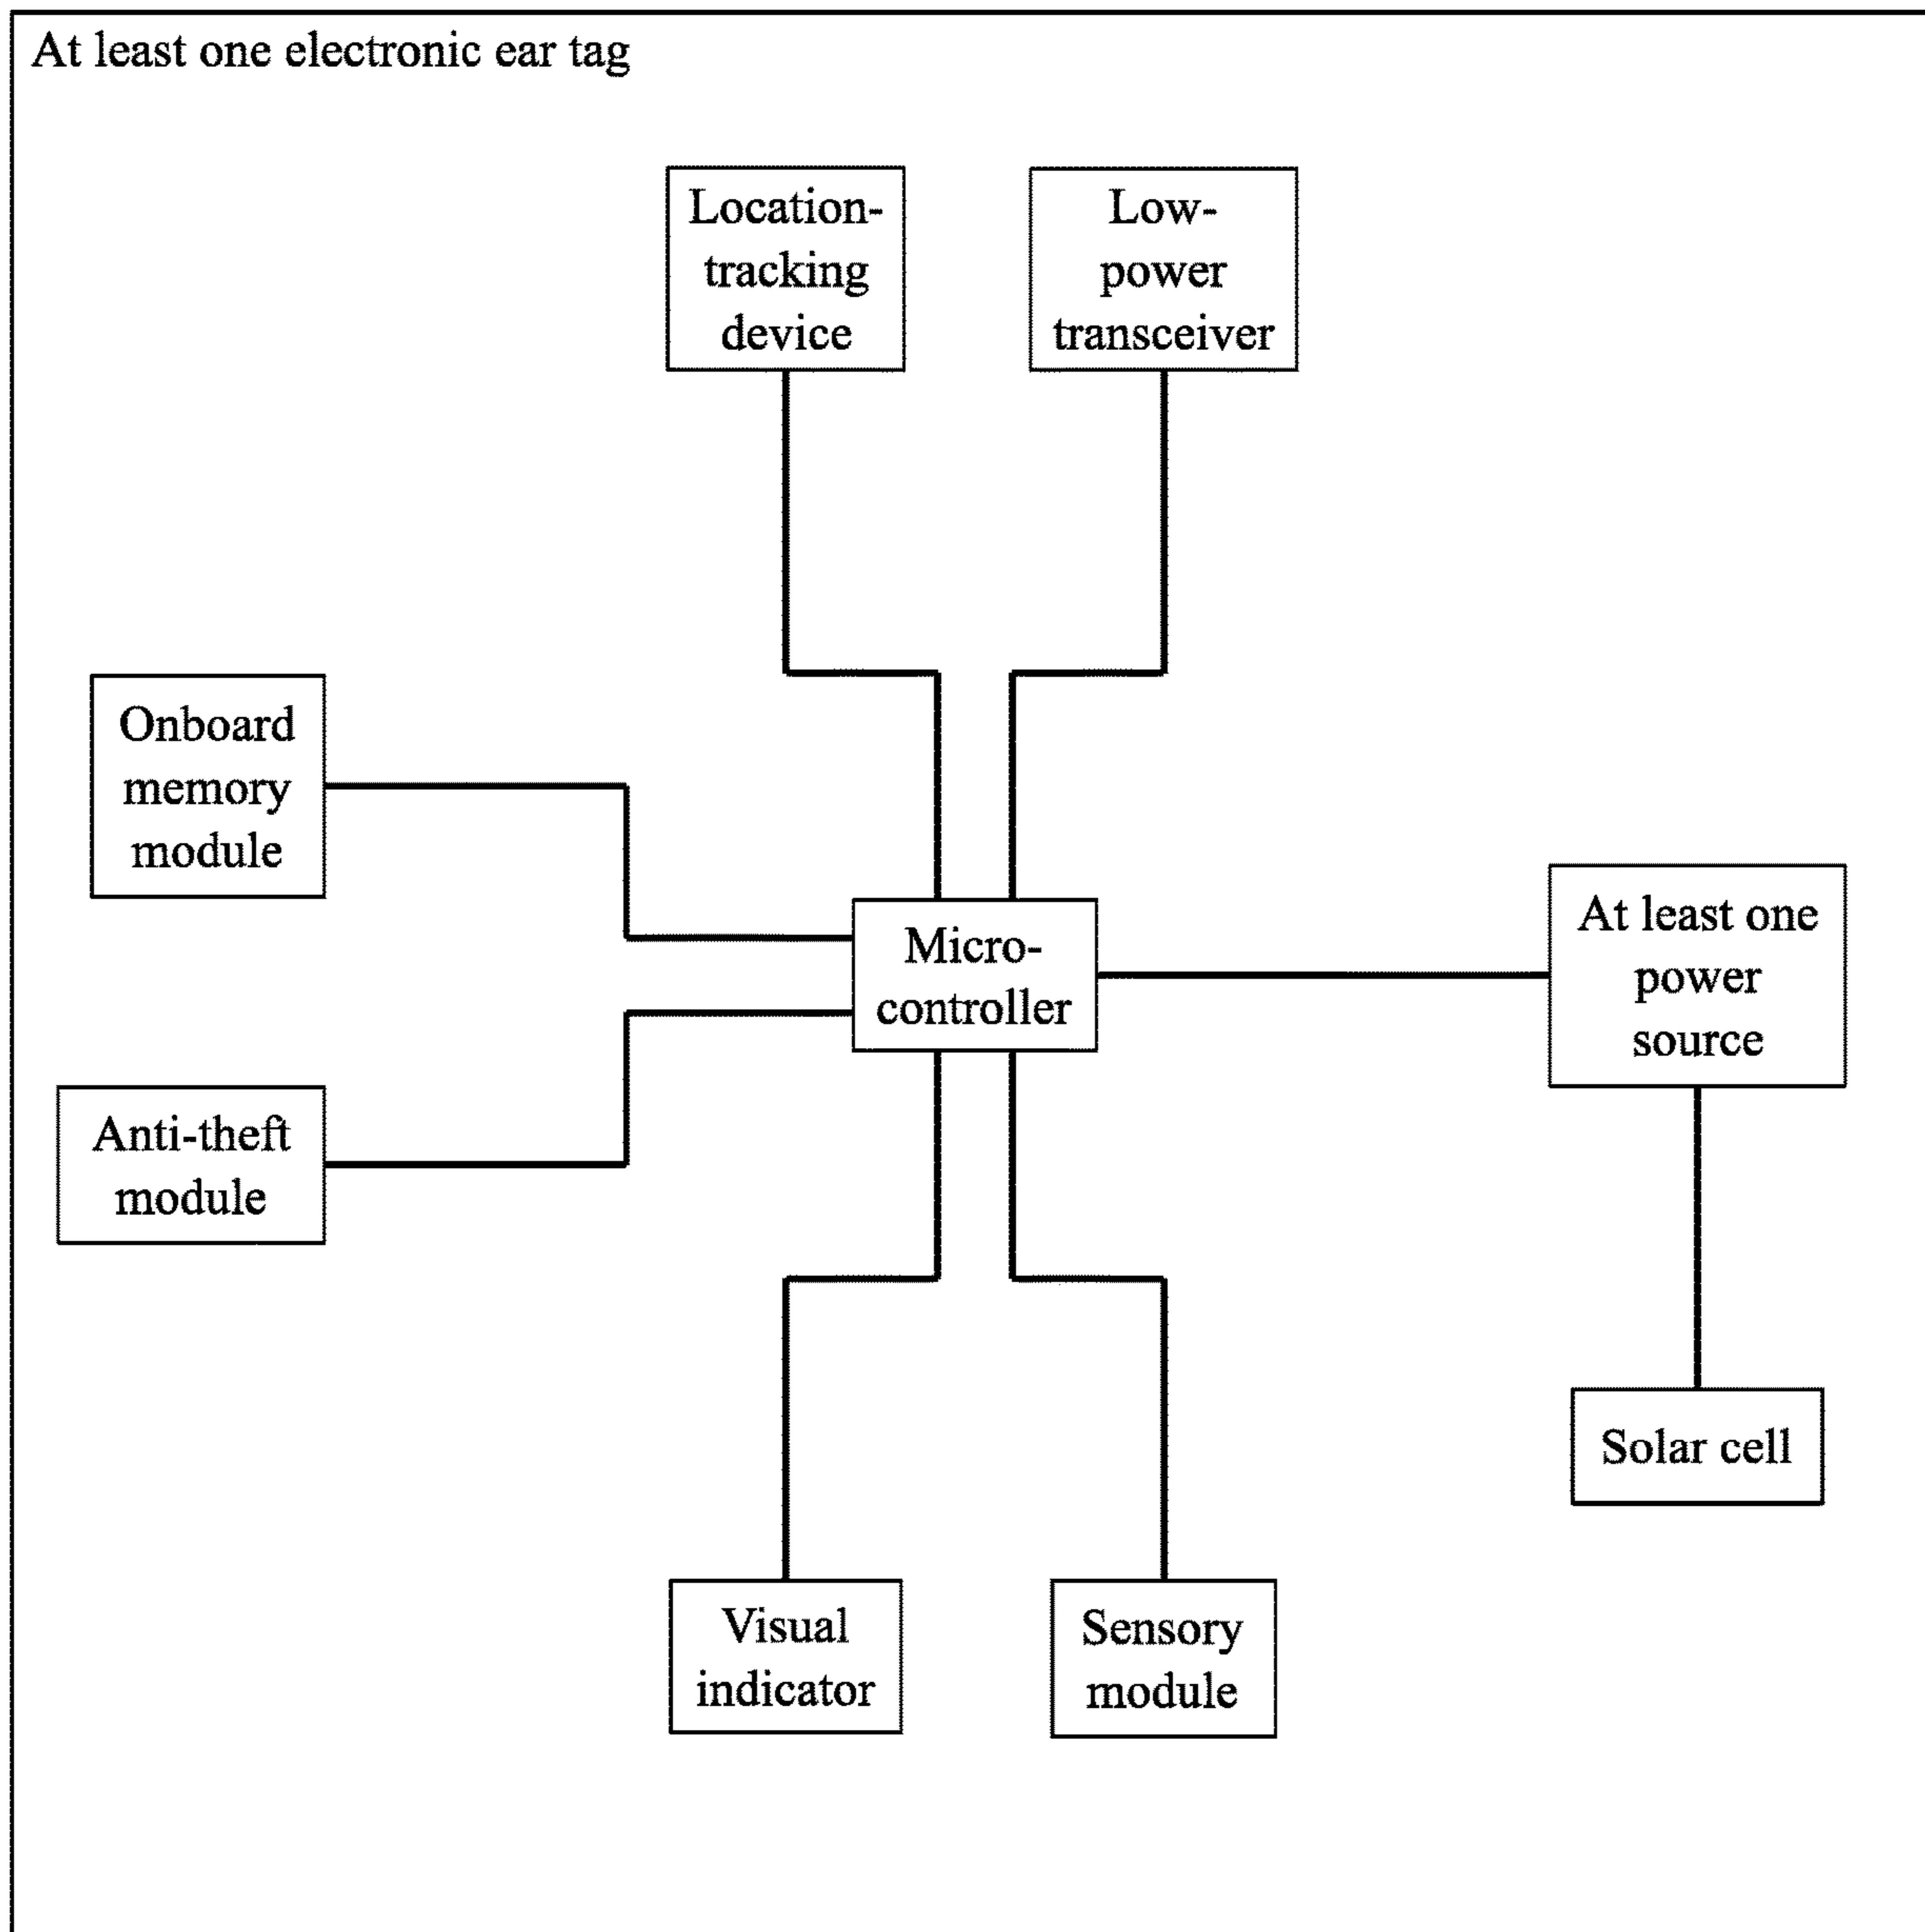 At least one electronic ear tag
Location-
tracking
device
Low-
power
transceiver
Onboard
memory
module
Micro-
controller
At least one
power
source
Anti-theft
module
Solar cell
Visual
indicator
Sensory
module